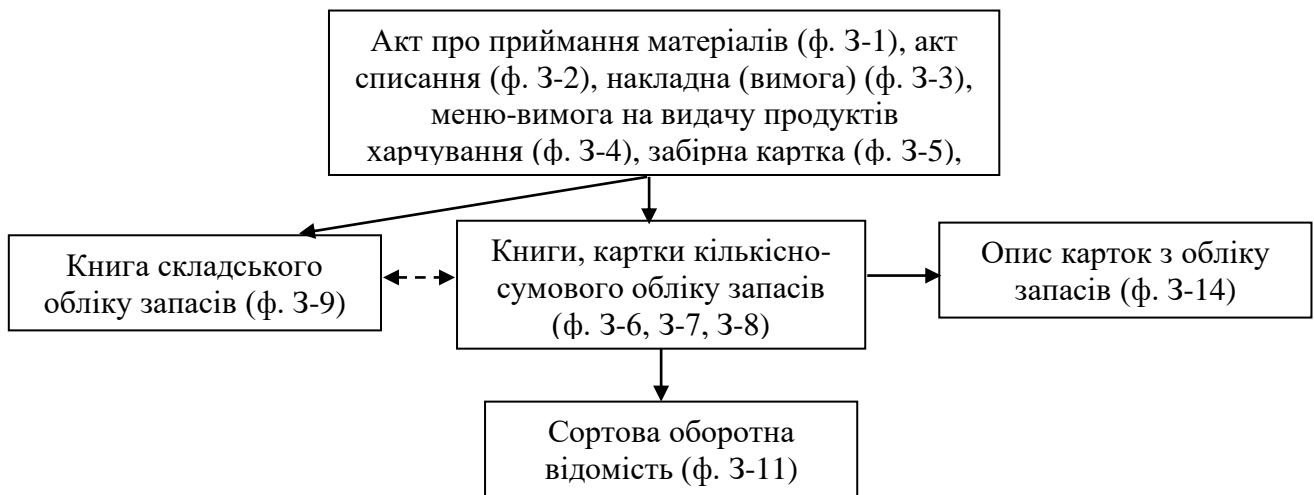 Акт про приймання матеріалів (ф. З-1), акт
списання (ф. З-2), накладна (вимога) (ф. З-3),
меню-вимога на видачу продуктів
харчування (ф. З-4), забірна картка (ф. З-5),
Книга складського
обліку запасів (ф. З-9)
Книги, картки кількісно-
сумового обліку запасів
(ф. З-6, З-7, З-8)
Опис карток з обліку
запасів (ф. З-14)
Сортова оборотна
відомість (ф. З-11)